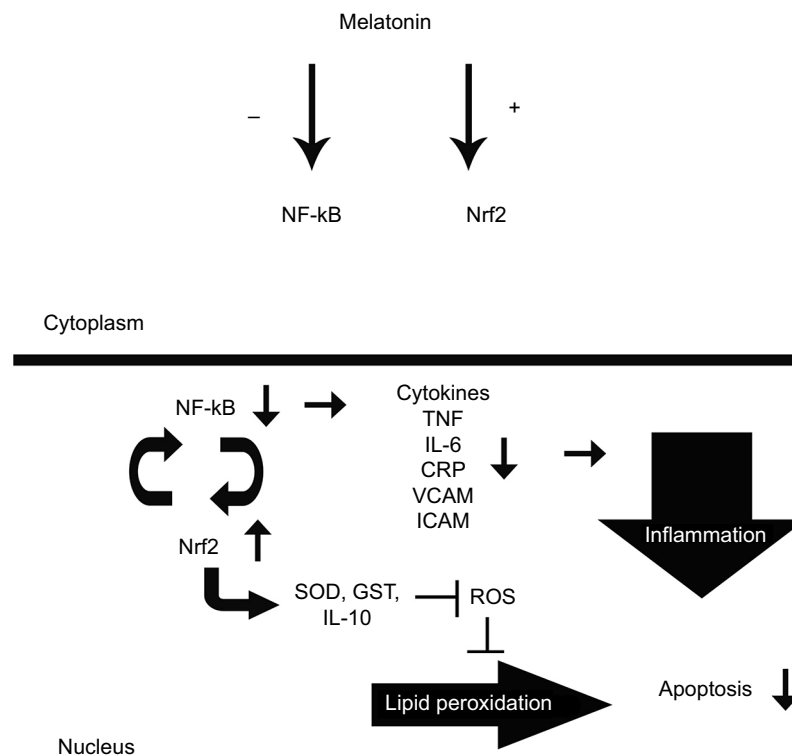 Melatonin
–
+
NF-kB
Nrf2
Cytoplasm
NF-kB
Cytokines
TNF
IL-6
CRP
VCAM
ICAM
Inflammation
Nrf2
SOD, GST,
IL-10
ROS
Lipid peroxidation
Apoptosis
Nucleus